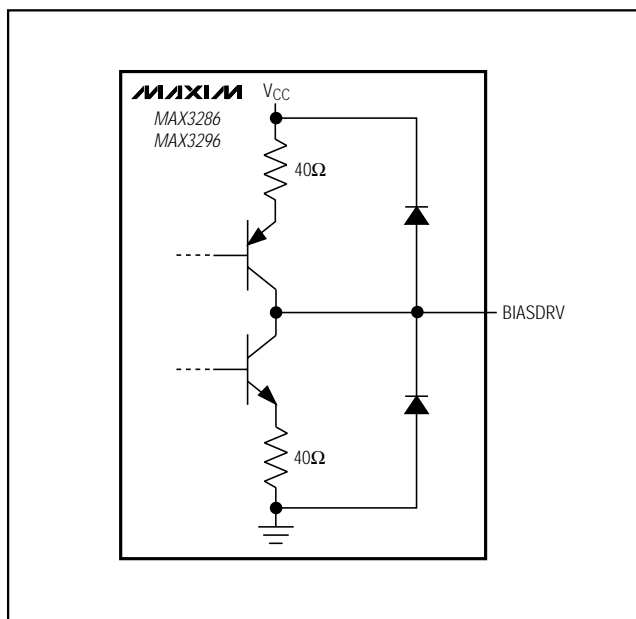 MAXIM
VCC
MAX3286
MAX3296
40Ω
BIASDRV
40Ω